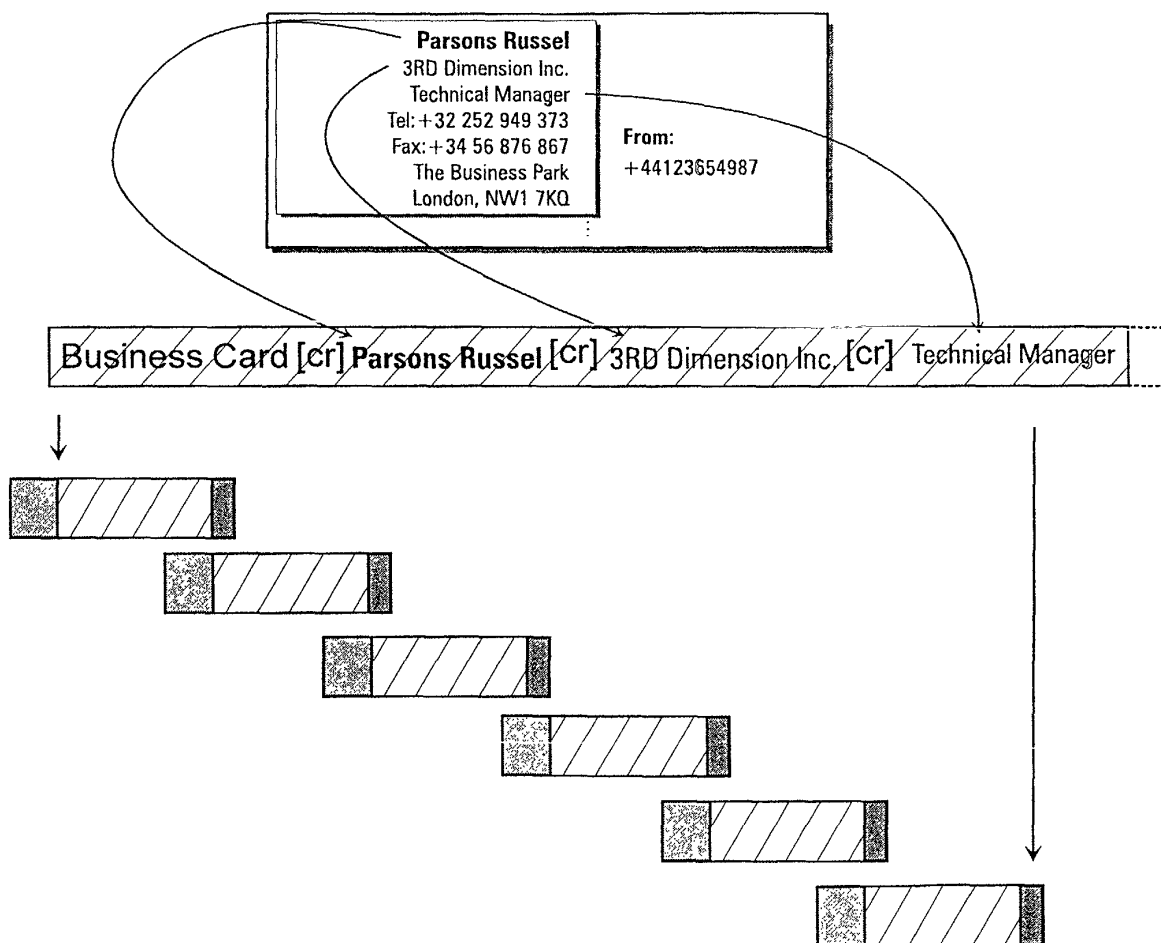 Parsons Russel
3RD Dimension Inc.
Technical Manager
Tel:+32 252 949 373
Fax:+34 56 876 867
The Business Park
London, NW1 7KQ
From:
+44123654987
Business Card [cr] Parsons Russel [cr] 3RD Dimension Inc. [cr] Technical Manager